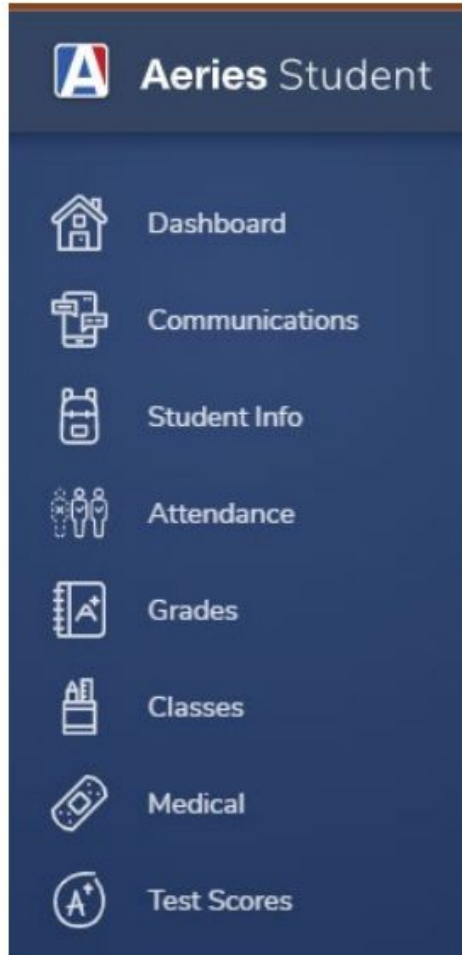 Aeries Student
Dashboard
Communications
Student Info
Attendance
Grades
Classes
Medical
Test Scores